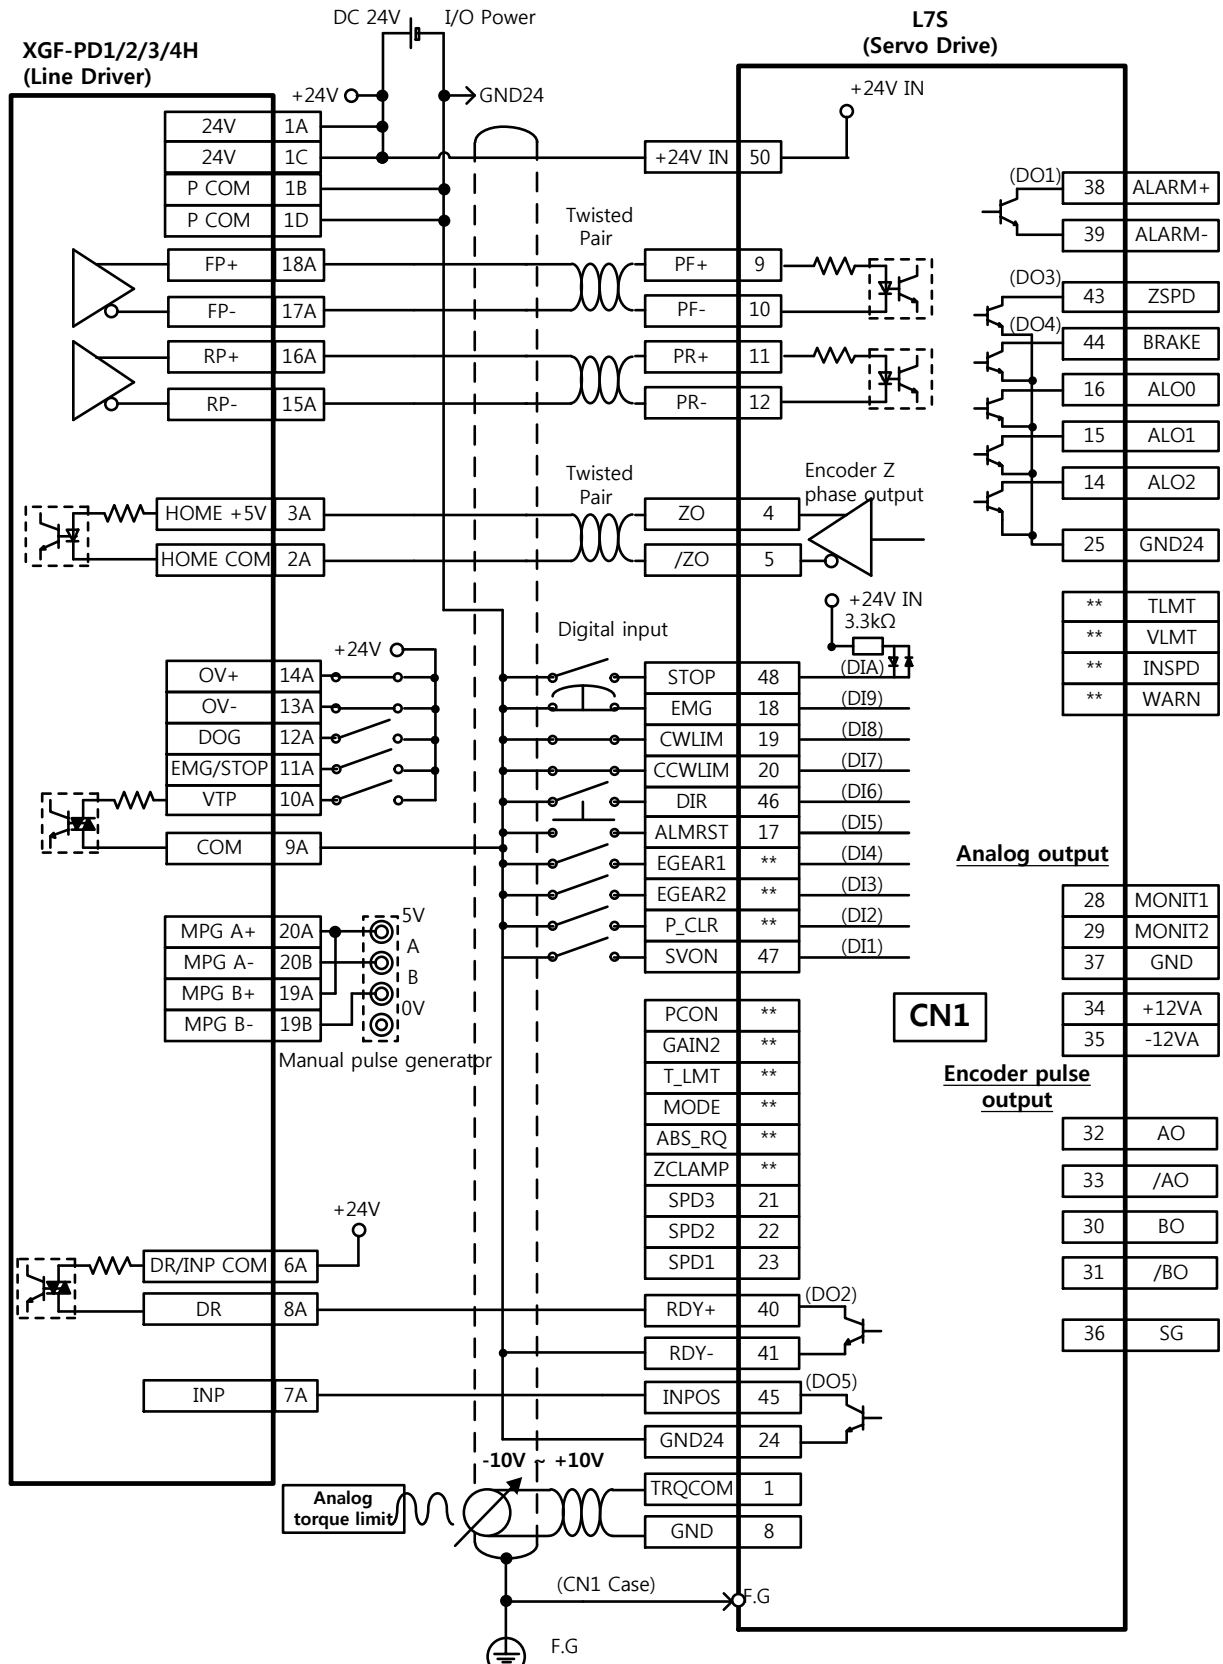 DC 24V I/O Power
XGF-PD1/2/3/4H
(Line Driver)
L7S
(Servo Drive)
+24V
GND24
24V 1A
24V 1C
P COM 1B
P COM 1D
FP+ 18A
FP- 17A
RP+ 16A
RP- 15A
HOME +5V 3A
HOME COM 2A
+24V
OV+ 14A
OV- 13A
DOG 12A
EMG/STOP 11A
VTP 10A
COM 9A
MPG A+ 20A
MPG A- 20B
MPG B+ 19A
MPG B- 19B
5V
A
B
0V
Manual pulse generator
+24V
DR/INP COM 6A
DR 8A
INP 7A
Analog
torque limit
-10V ~ +10V
Twisted
Pair
Twisted
Pair
Digital input
+24V IN 50
+24V IN
PF+ 9
PF- 10
PR+ 11
PR- 12
ZO 4
/ZO 5
Encoder Z
phase output
+24V IN
3.3kΩ
STOP 48 (DIA)
EMG 18 (DI9)
CWLIM 19 (DI8)
CCWLIM 20 (DI7)
DIR 46 (DI6)
ALMRST 17 (DI5)
EGEAR1 ** (DI4)
EGEAR2 ** (DI3)
P_CLR ** (DI2)
SVON 47 (DI1)
PCON **
GAIN2 **
T_LMT **
MODE **
ABS_RQ **
ZCLAMP **
SPD3 21
SPD2 22
SPD1 23
RDY+ 40 (DO2)
RDY- 41
INPOS 45 (DO5)
GND24 24
TRQCOM 1
GND 8
(CN1 Case)
F.G
F.G
CN1
(DO1) 38 ALARM+
39 ALARM-
(DO3) 43 ZSPD
(DO4) 44 BRAKE
16 ALO0
15 ALO1
14 ALO2
25 GND24
** TLMT
** VLMT
** INSPD
** WARN
Analog output
28 MONIT1
29 MONIT2
37 GND
34 +12VA
35 -12VA
Encoder pulse
output
32 AO
33 /AO
30 BO
31 /BO
36 SG